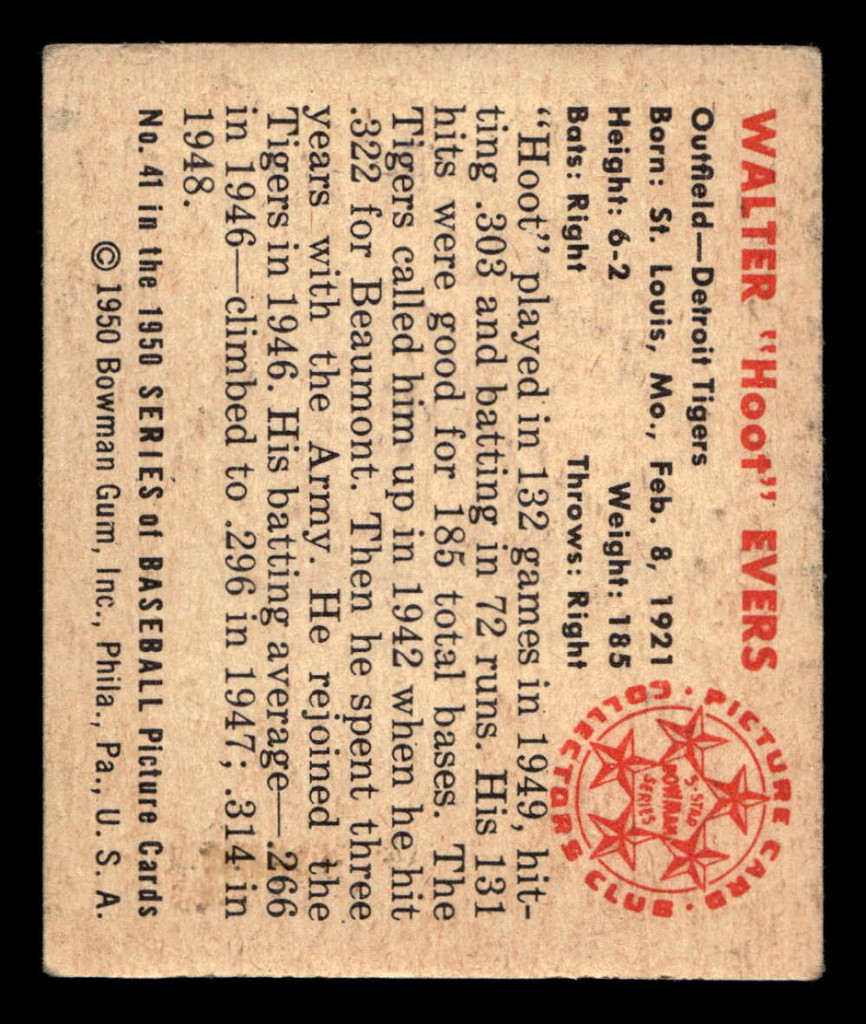 WALTER "Hoot" EVERS
Outfield—Detroit Tigers
Born: St. Louis, Mo., Feb. 8, 1921
Height: 6-2 Weight: 185
Bats: Right Throws: Right
"Hoot" played in 132 games in 1949, hit-
ting .303 and batting in 72 runs. His 131
hits were good for 185 total bases. The
Tigers called him up in 1942 when he hit
.322 for Beaumont. Then he spent three
years with the Army. He rejoined the
Tigers in 1946. His batting average—.266
in 1946—climbed to .296 in 1947; .314 in
1948.
No. 41 in the 1950 SERIES of BASEBALL Picture Cards
© 1950 Bowman Gum, Inc., Phila., Pa., U. S. A.
PICTURE CARD · COLLECTORS CLUB ·
5-STAR
BOWMAN
SERIES